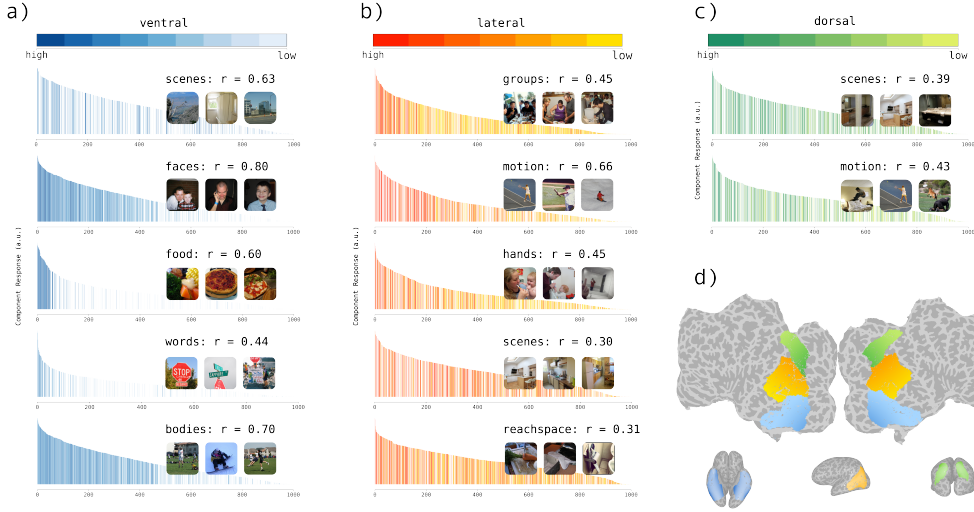 a)
ventral
high
low
Component Response (a.u.)
scenes: r = 0.63
0 200 400 600 800 1000
faces: r = 0.80
0 200 400 600 800 1000
food: r = 0.60
0 200 400 600 800 1000
words: r = 0.44
STOP
0 200 400 600 800 1000
bodies: r = 0.70
0 200 400 600 800 1000
b)
lateral
high
low
Component Response (a.u.)
groups: r = 0.45
0 200 400 600 800 1000
motion: r = 0.66
0 200 400 600 800 1000
hands: r = 0.45
0 200 400 600 800 1000
scenes: r = 0.30
0 200 400 600 800 1000
reachspace: r = 0.31
0 200 400 600 800 1000
c)
dorsal
high
low
Component Response (a.u.)
scenes: r = 0.39
0 200 400 600 800 1000
motion: r = 0.43
0 200 400 600 800 1000
d)